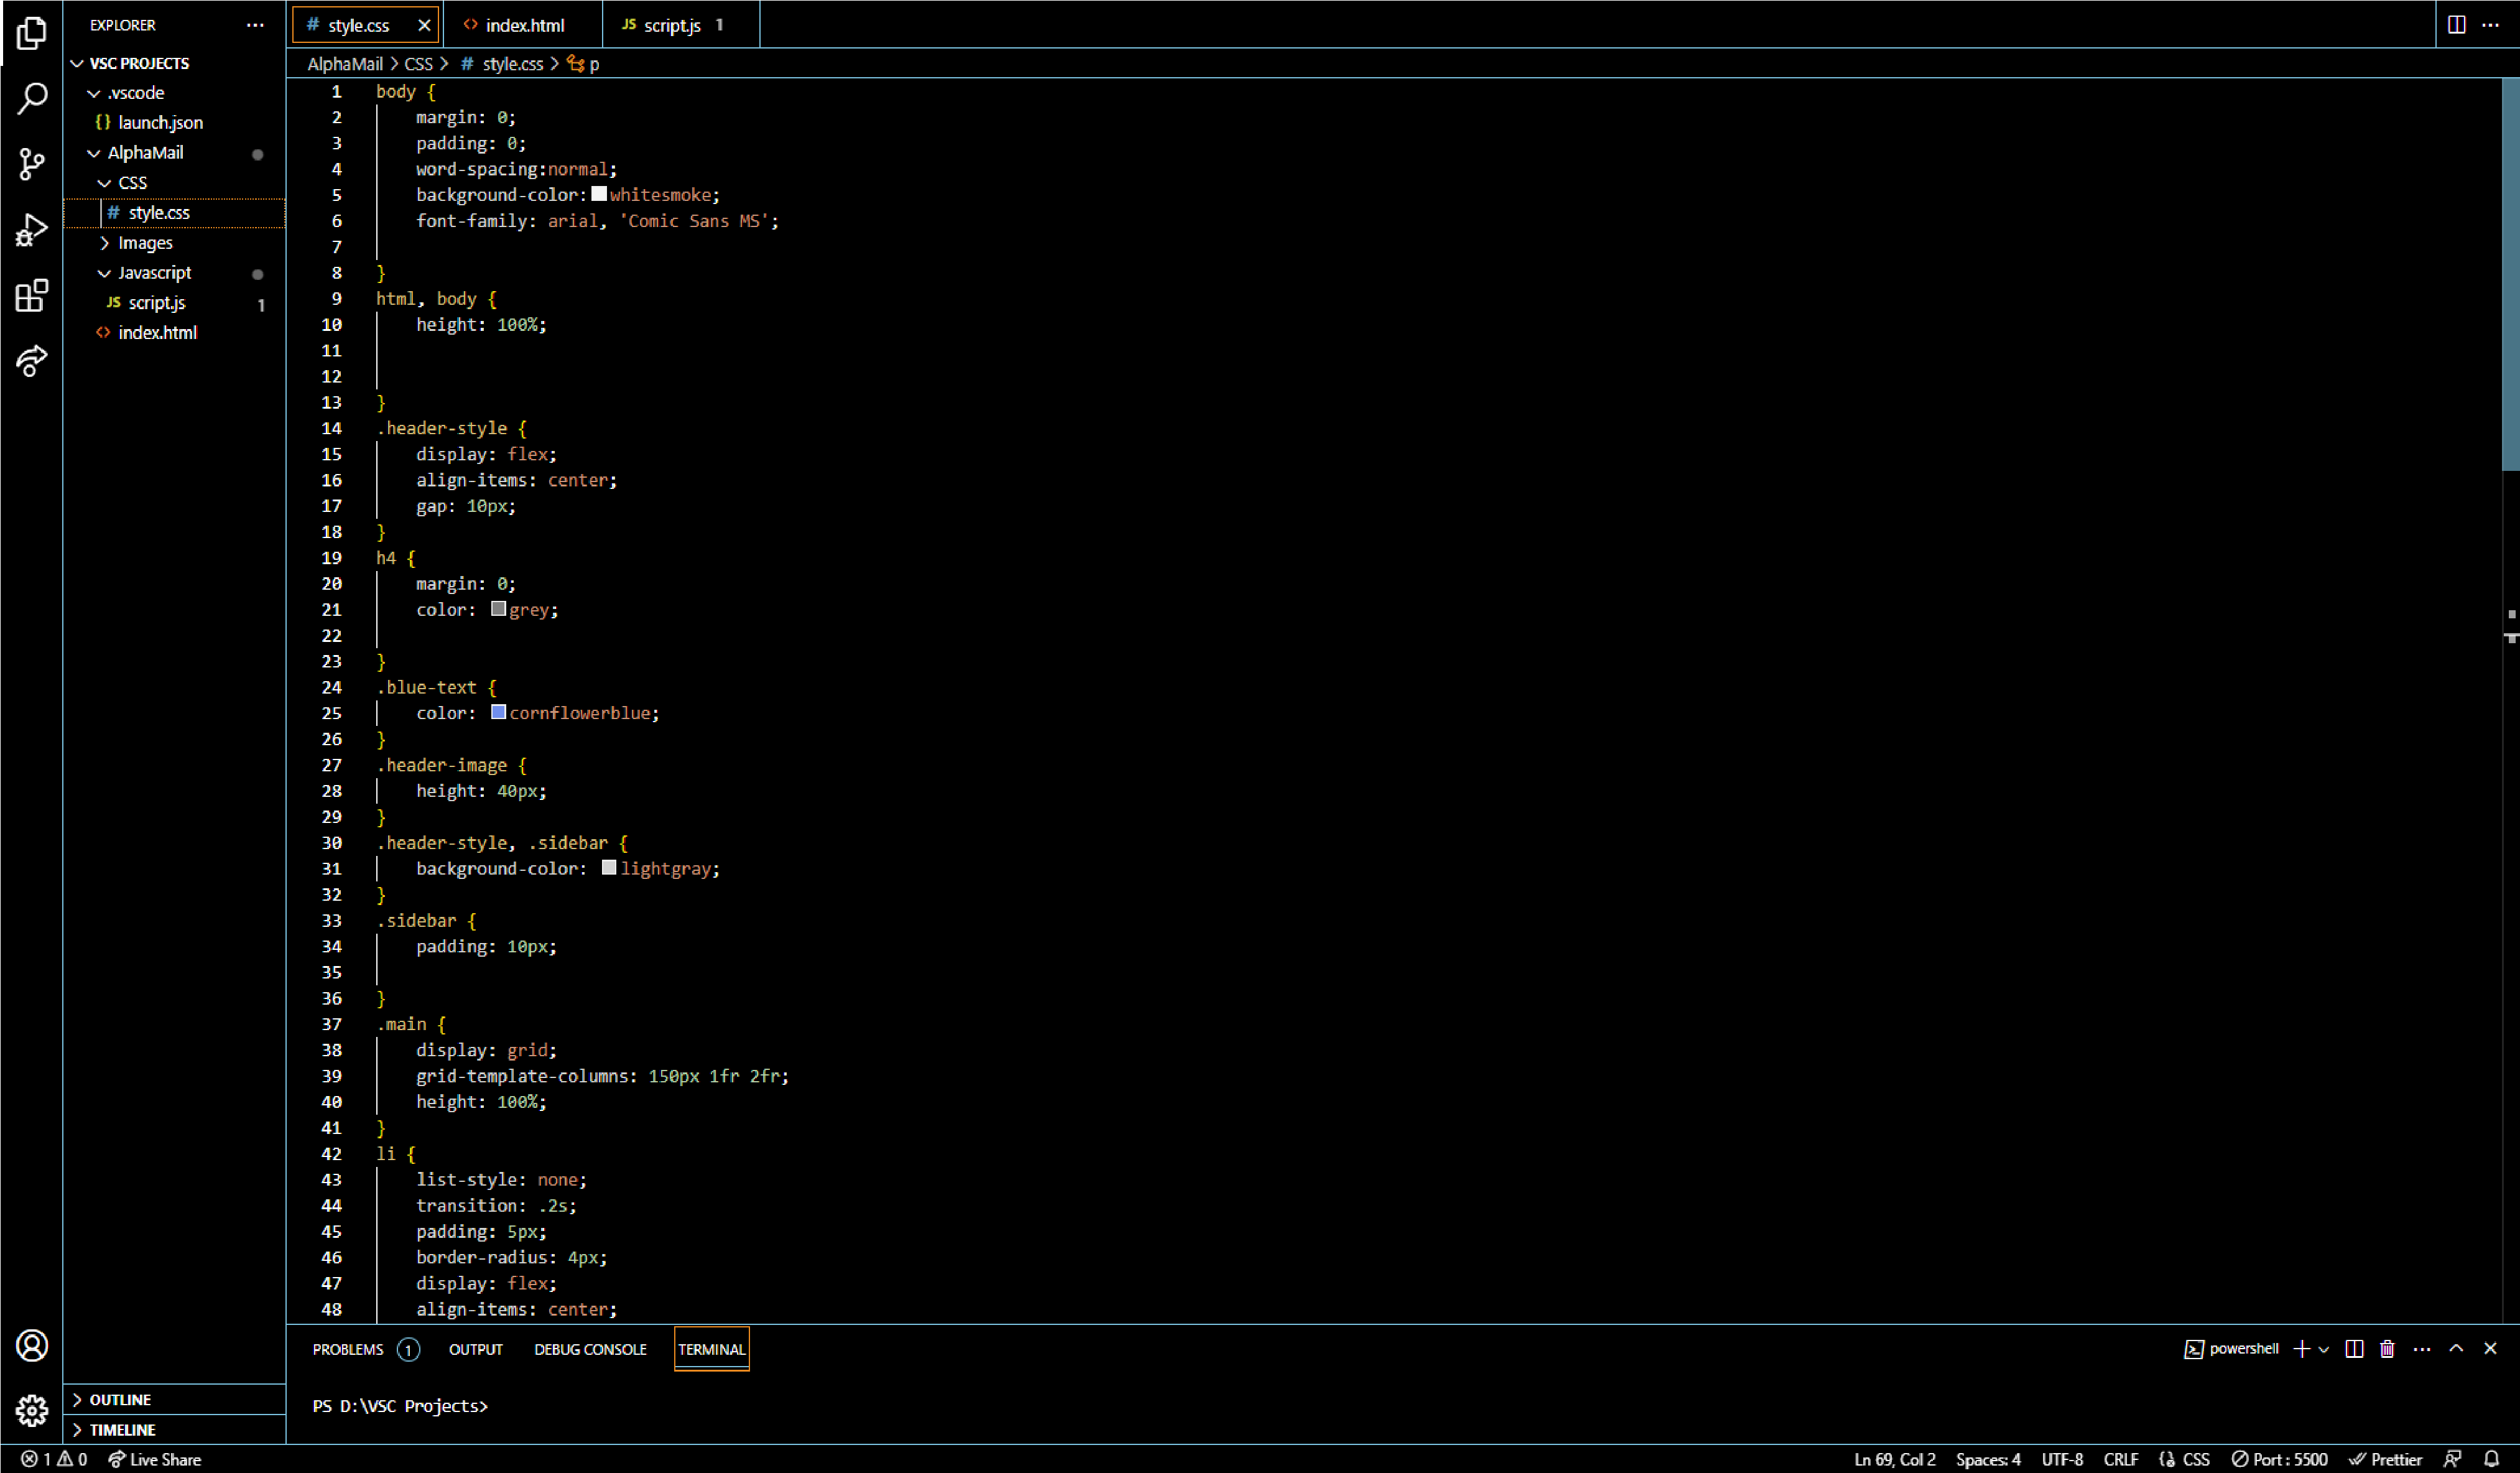 EXPLORER
VSC PROJECTS
.vscode
{} launch.json
AlphaMail
CSS
# style.css
Images
Javascript
JS script.js 1
<> index.html
OUTLINE
TIMELINE
# style.css <> index.html JS script.js 1
AlphaMail > CSS > # style.css > p
1 body {
2 margin: 0;
3 padding: 0;
4 word-spacing:normal;
5 background-color: whitesmoke;
6 font-family: arial, 'Comic Sans MS';
7
8 }
9 html, body {
10 height: 100%;
11
12
13 }
14 .header-style {
15 display: flex;
16 align-items: center;
17 gap: 10px;
18 }
19 h4 {
20 margin: 0;
21 color: grey;
22
23 }
24 .blue-text {
25 color: cornflowerblue;
26 }
27 .header-image {
28 height: 40px;
29 }
30 .header-style, .sidebar {
31 background-color: lightgray;
32 }
33 .sidebar {
34 padding: 10px;
35
36 }
37 .main {
38 display: grid;
39 grid-template-columns: 150px 1fr 2fr;
40 height: 100%;
41 }
42 li {
43 list-style: none;
44 transition: .2s;
45 padding: 5px;
46 border-radius: 4px;
47 display: flex;
48 align-items: center;
PROBLEMS 1 OUTPUT DEBUG CONSOLE TERMINAL powershell
PS D:\VSC Projects>
1 0 Live Share Ln 69, Col 2 Spaces: 4 UTF-8 CRLF CSS Port : 5500 Prettier